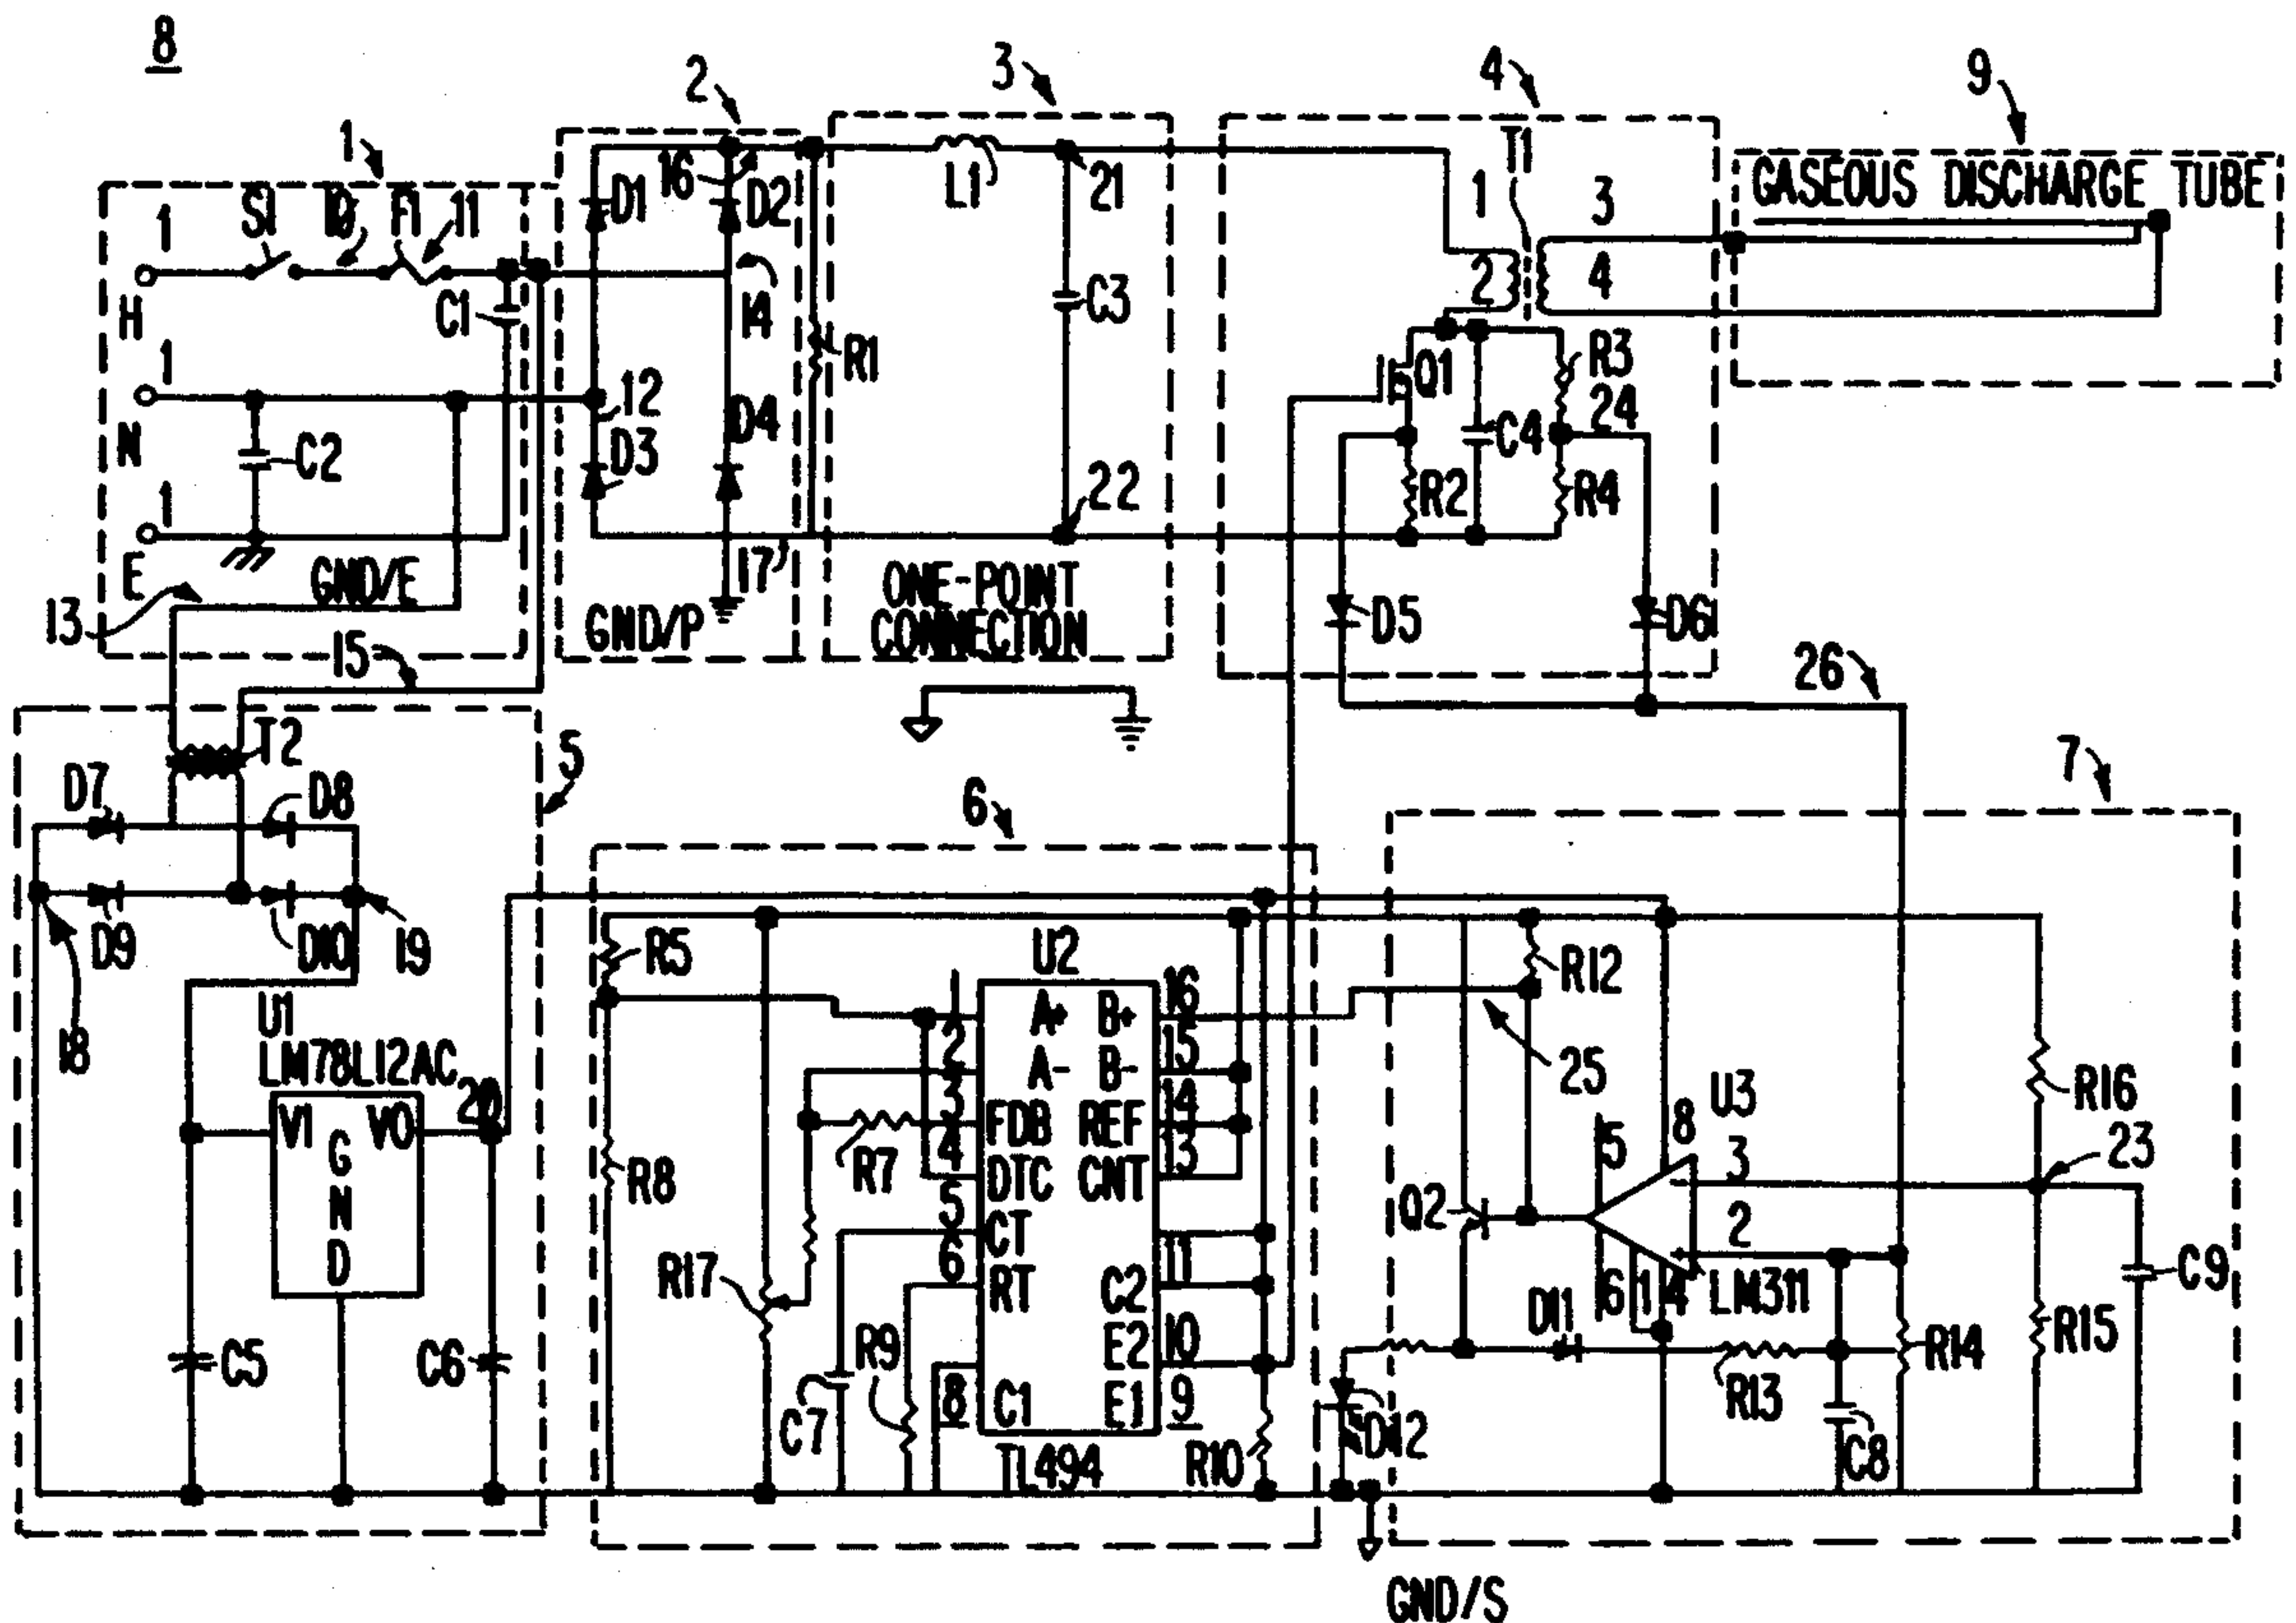 8
1
2
3
4
9
1
S1
10
F1
11
H
C1
1
N
C2
1
E
GND/E
13
15
16
D1
D2
14
12
D3
D4
17
GND/P
R1
L1
21
C3
22
ONE-POINT
CONNECTION
T1
1
2
3
4
Q1
R3
24
C4
R2
R4
D5
D6
26
GASEOUS DISCHARGE TUBE
T2
5
D7
D8
D9
D10
18
19
U1
LM78L12AC
20
VI
VO
G
N
D
C5
C6
6
R5
R8
R17
R7
R9
C7
U2
1
2
3
4
5
6
8
A+
A-
FDB
DTC
CT
RT
C1
B+
B-
REF
CNT
C2
E2
E1
16
15
14
13
11
10
9
TL494
R10
7
R12
25
Q2
5
8
U3
3
2
6
1
4
LM311
D11
D12
R13
R14
C8
R16
23
R15
C9
GND/S